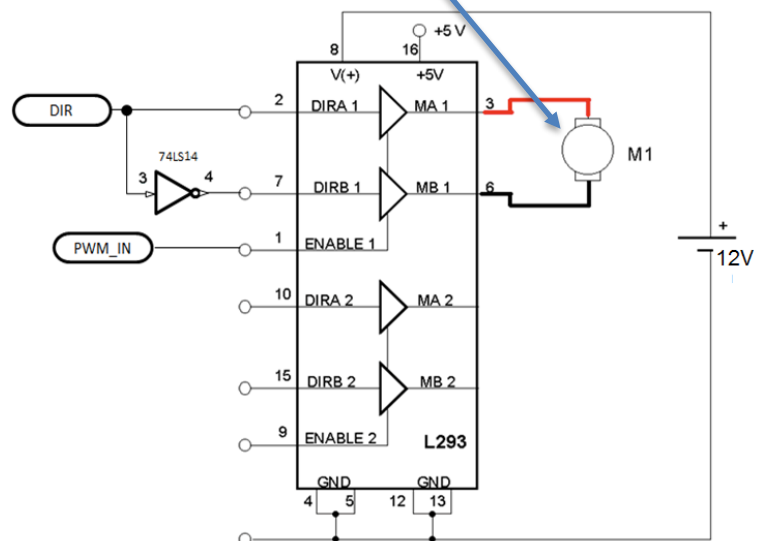 +5 V
8
16
V(+)
+5V
DIR
2
DIRA 1
MA 1
3
74LS14
3
4
7
DIRB 1
MB 1
6
M1
PWM_IN
1
ENABLE 1
+
12V
10
DIRA 2
MA 2
15
DIRB 2
MB 2
9
ENABLE 2
L293
GND
GND
4
5
12
13